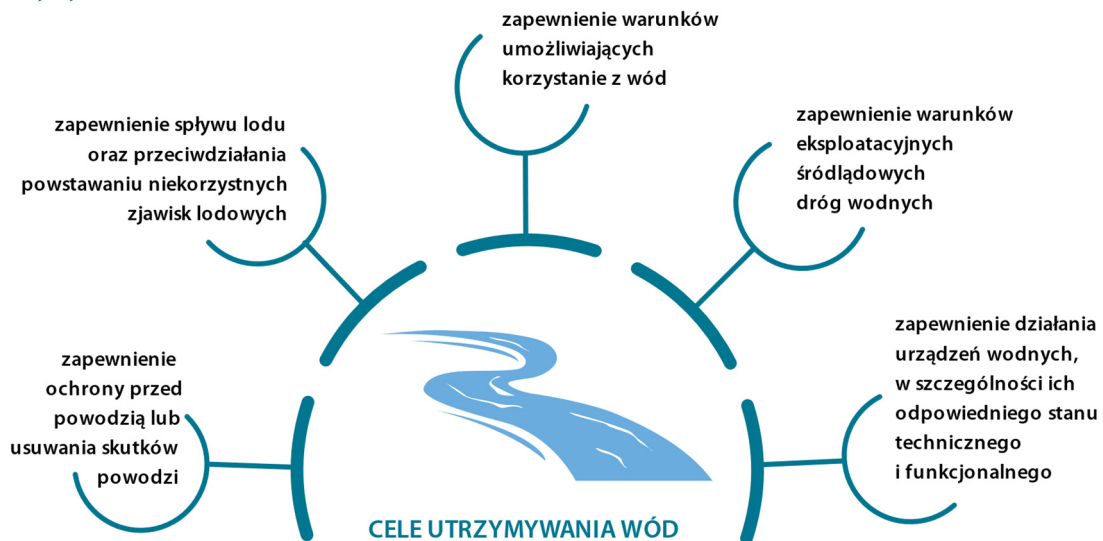 zapewnienie warunków
umożliwiających
korzystanie z wód
zapewnienie spływu lodu
oraz przeciwdziałania
powstawaniu niekorzystnych
zjawisk lodowych
zapewnienie warunków
eksploatacyjnych
śródlądowych
dróg wodnych
zapewnienie
ochrony przed
powodzią lub
usuwania skutków
powodzi
zapewnienie działania
urządzeń wodnych,
w szczególności ich
odpowiedniego stanu
technicznego
i funkcjonalnego
CELE UTRZYMYWANIA WÓD